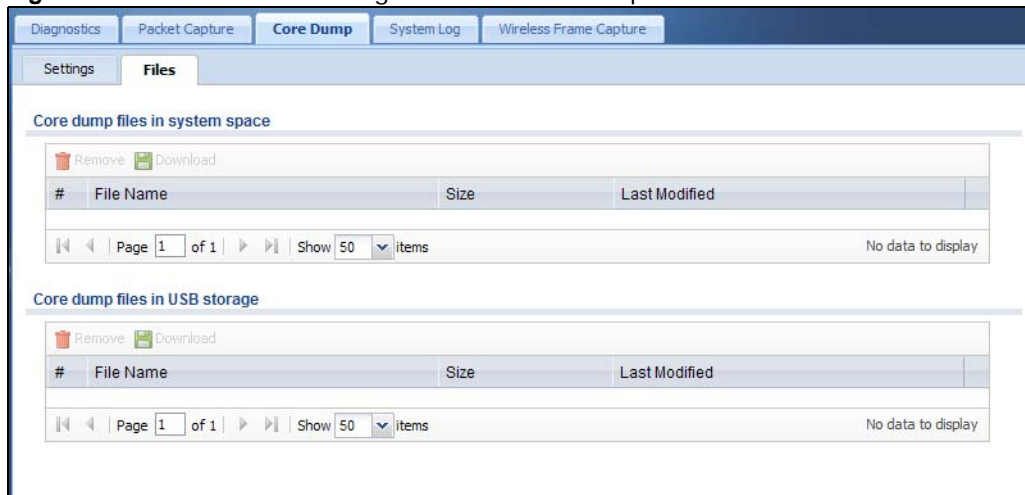 Diagnostics Packet Capture Core Dump System Log Wireless Frame Capture
Settings Files
Core dump files in system space
Remove Download
# File Name Size Last Modified
Page 1 of 1 Show 50 items No data to display
Core dump files in USB storage
Remove Download
# File Name Size Last Modified
Page 1 of 1 Show 50 items No data to display